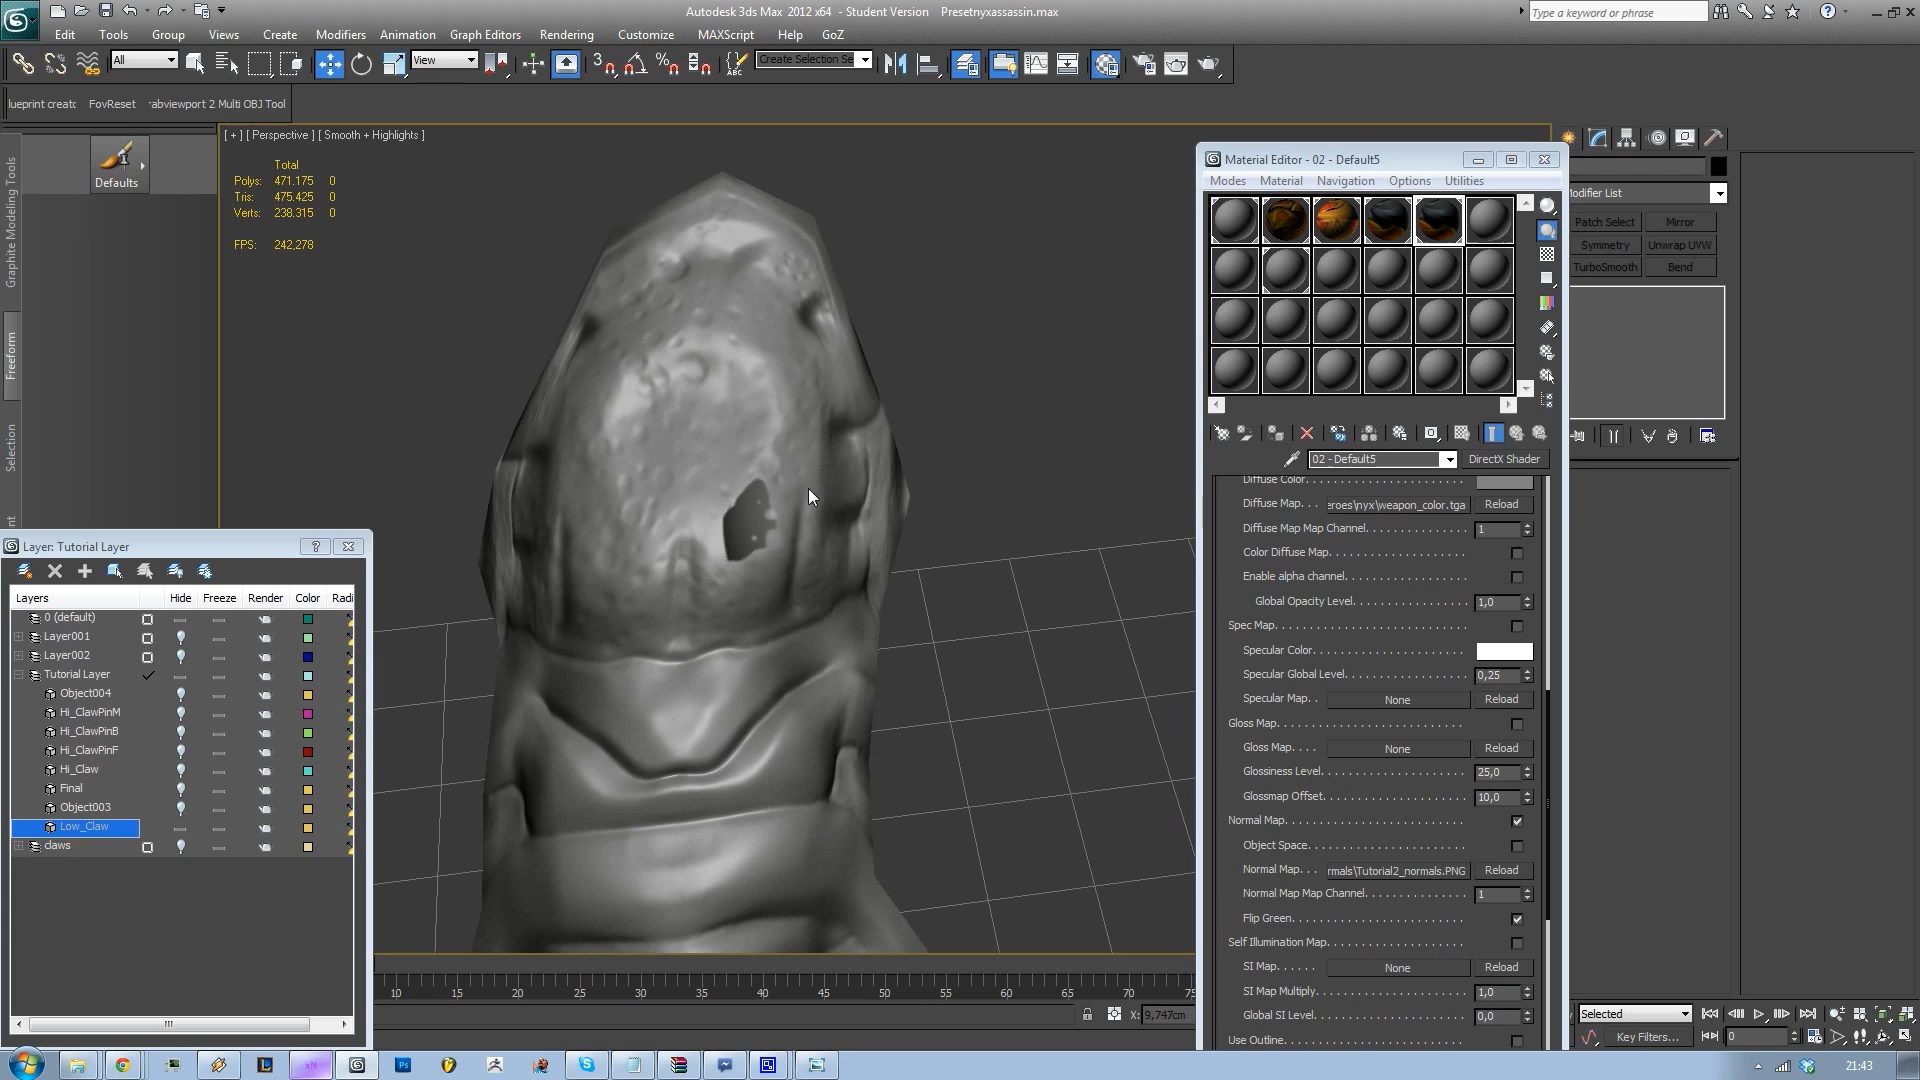 Autodesk 3ds Max 2012 x64 - Student Version Presetnyxassassin.max
Type a keyword or phrase
Edit Tools Group Views Create Modifiers Animation Graph Editors Rendering Customize MAXScript Help GoZ
All
View
3
Create Selection Se
ABC
lueprint creatc FovReset rabviewport 2 Multi OBJ Tool
Graphite Modeling Tools
Freeform
Selection
Defaults
[ + ] [ Perspective ] [ Smooth + Highlights ]
Total
Polys: 471.175 0
Tris: 475.425 0
Verts: 238.315 0
FPS: 242,278
Material Editor - 02 - Default5
Modes Material Navigation Options Utilities
02 - Default5 DirectX Shader
Diffuse Color
Diffuse Map. . . eroes\nyx\weapon_color.tga Reload
Diffuse Map Map Channel 1
Color Diffuse Map
Enable alpha channel
Global Opacity Level 1,0
Spec Map
Specular Color
Specular Global Level 0,25
Specular Map. . None Reload
Gloss Map
Gloss Map. . . . None Reload
Glossiness Level 25,0
Glossmap Offset 10,0
Normal Map
Object Space
Normal Map. . . rmals\Tutorial2_normals.PNG Reload
Normal Map Map Channel 1
Flip Green
Self Illumination Map
SI Map. . . . . . None Reload
SI Map Multiply 1,0
Global SI Level 0,0
Use Outline
odifier List
Patch Select Mirror
Symmetry Unwrap UVW
TurboSmooth Bend
Layer: Tutorial Layer
Layers Hide Freeze Render Color Radi
0 (default)
Layer001
Layer002
Tutorial Layer
Object004
Hi_ClawPinM
Hi_ClawPinB
Hi_ClawPinF
Hi_Claw
Final
Object003
Low_Claw
claws
10 15 20 25 30 35 40 45 50 55 60 65 70 75
X: 9,747cm
Selected
Key Filters...
0
21:43